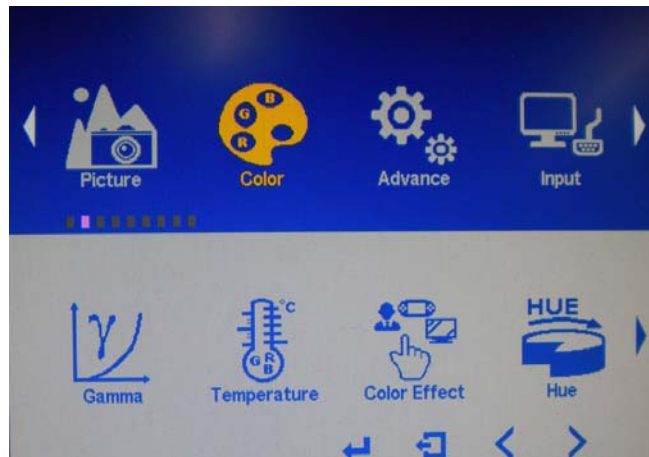 G B R
Picture Color Advance Input
γ °C G R B HUE
Gamma Temperature Color Effect Hue